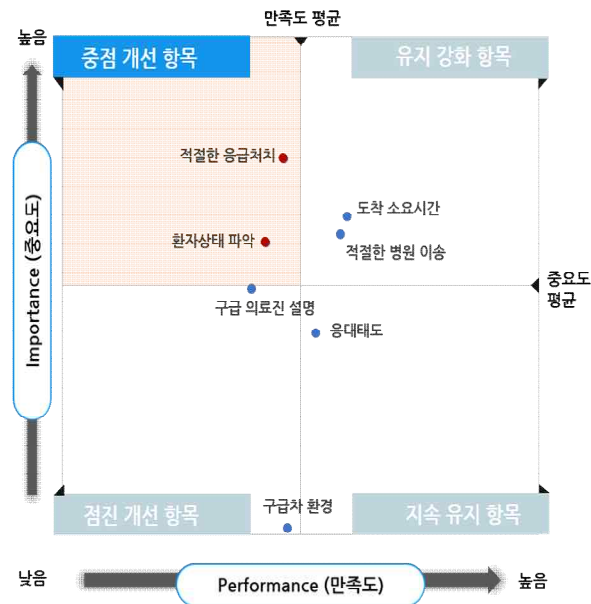 만족도 평균
높음
중점 개선 항목
유지 강화 항목
적절한 응급처치
도착 소요시간
환자상태 파악
적절한 병원 이송
중요도
평균
구급 의료진 설명
응대태도
Importance (중요도)
구급차 환경
점진 개선 항목
지속 유지 항목
낮음
Performance (만족도)
높음